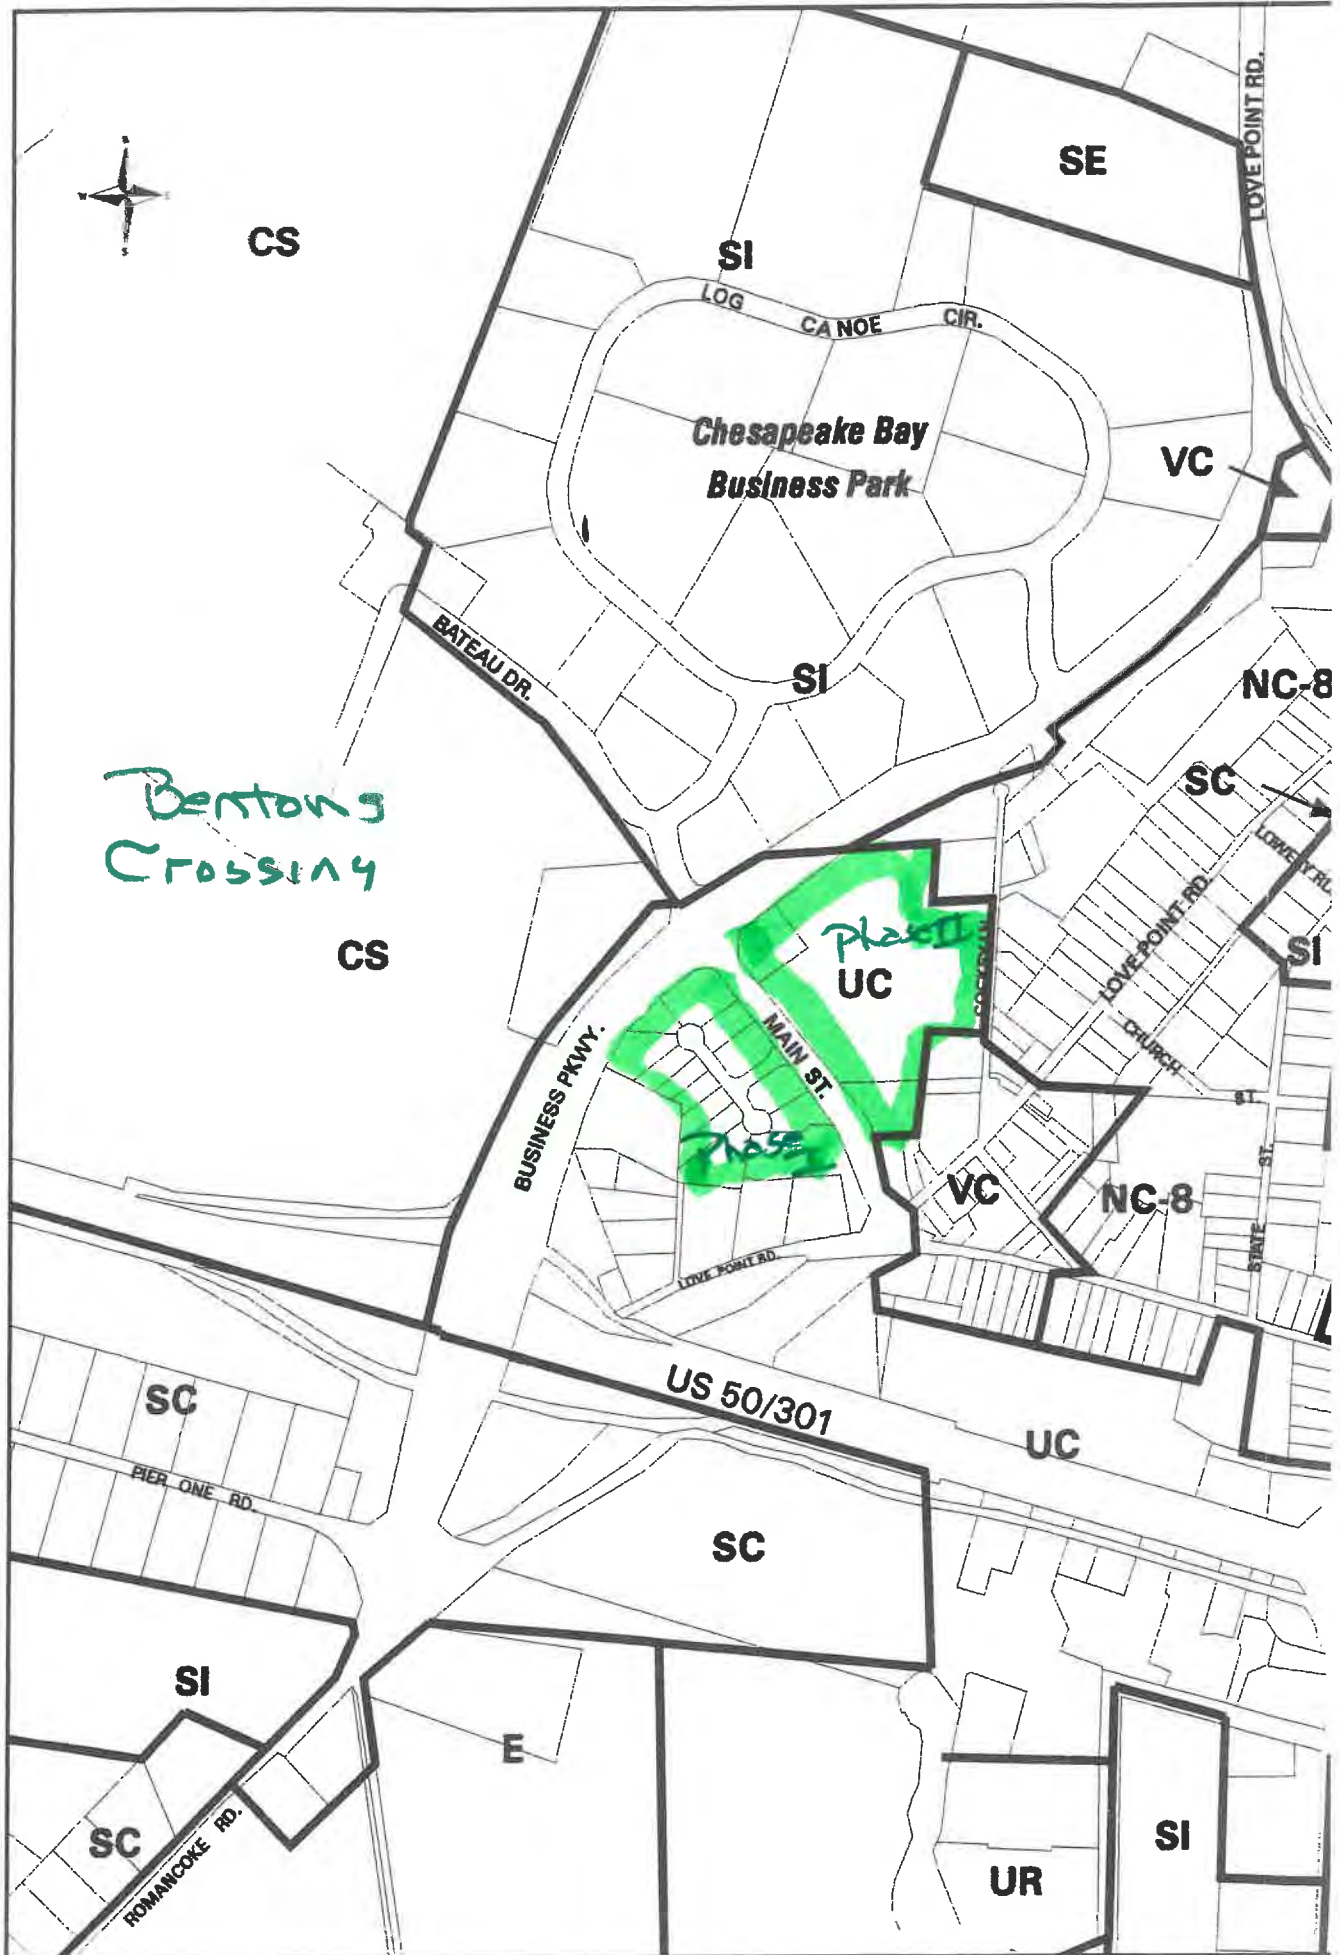 LOVE POINT RD.
SE
N
W E
S
CS
SI
LOG CANOE CIR.
Chesapeake Bay
Business Park
VC
BATEAU DR.
SI
NC-8
SC
Bentons
Crossing
LOWERY RD.
LOVE POINT RD.
Phase II
UC
CS
SI
MAIN ST.
CHURCH ST.
BUSINESS PKWY.
Phase I
VC
NC-8
STATE ST.
LOVE POINT RD.
US 50/301
SC
UC
PIER ONE RD.
SC
SI
E
SC
ROMANCOKE RD.
SI
UR